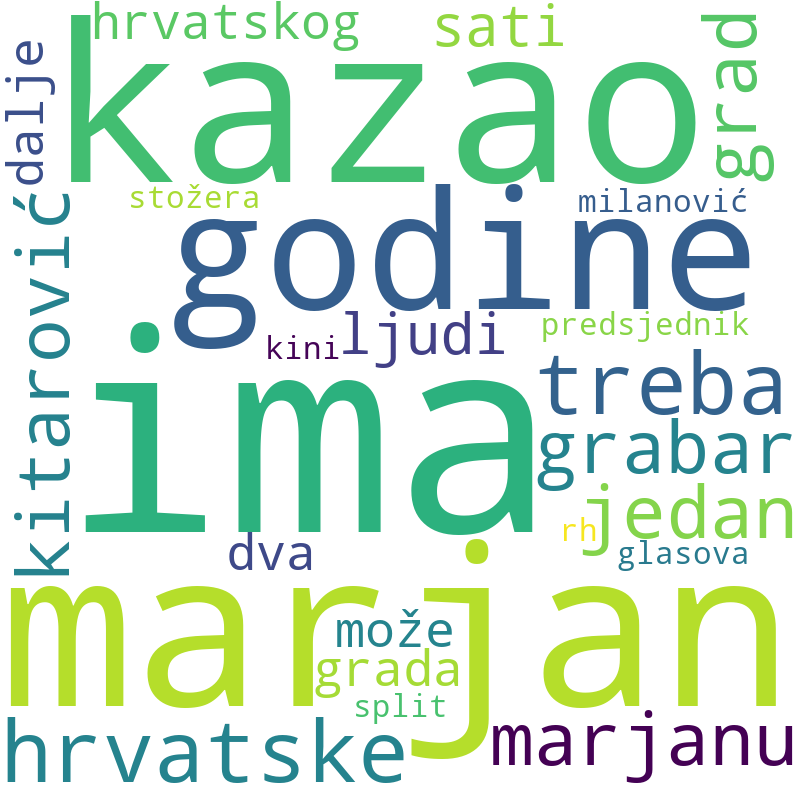 hrvatskog
sati
grad
dalje
kazao
stožera
milanović
kitarović
godine
predsjednik
kini
ljudi
ima
treba
grabar
jedan
rh
glasova
dva
marjan
može
grada
split
hrvatske
marjanu